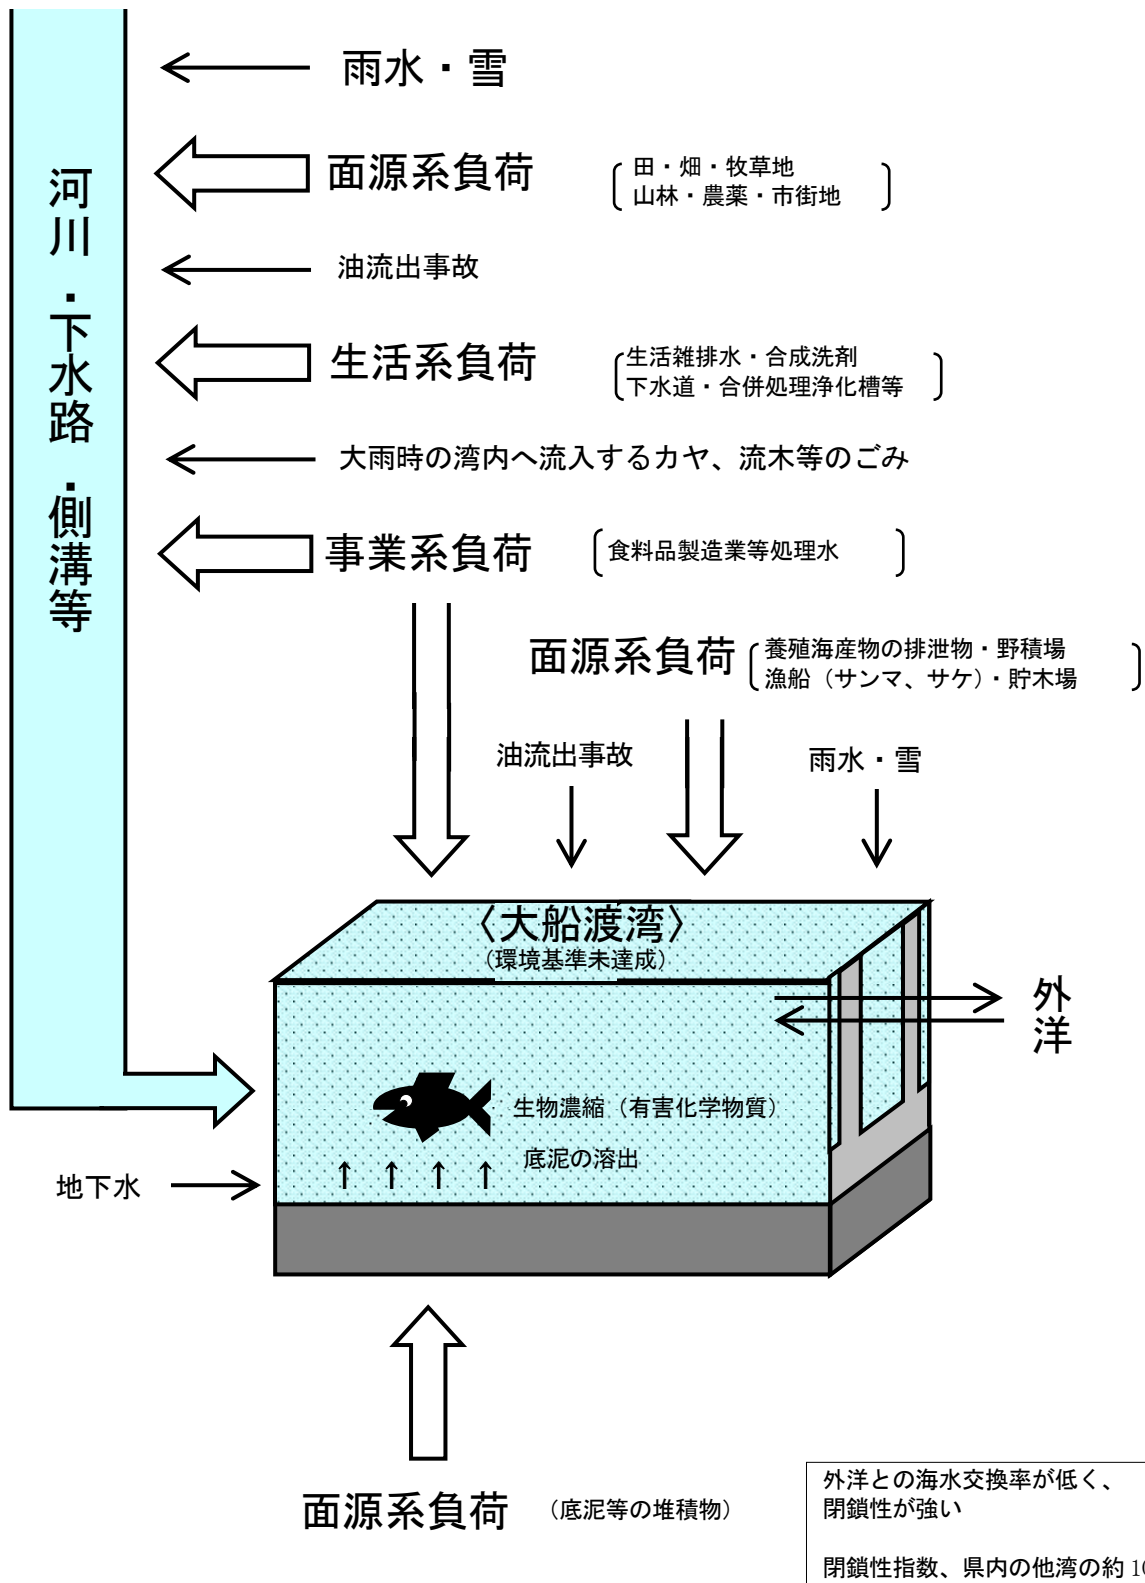 河川・下水路・側溝等
雨水・雪
面源系負荷
田・畑・牧草地
山林・農薬・市街地
油流出事故
生活系負荷
生活雑排水・合成洗剤
下水道・合併処理浄化槽等
大雨時の湾内へ流入するカヤ、流木等のごみ
事業系負荷
食料品製造業等処理水
面源系負荷
養殖海産物の排泄物・野積場
漁船（サンマ、サケ）・貯木場
油流出事故
雨水・雪
〈大船渡湾〉
（環境基準未達成）
外洋
生物濃縮（有害化学物質）
底泥の溶出
↑ ↑ ↑ ↑
地下水
面源系負荷
（底泥等の堆積物）
外洋との海水交換率が低く、
閉鎖性が強い
閉鎖性指数、県内の他湾の約 10